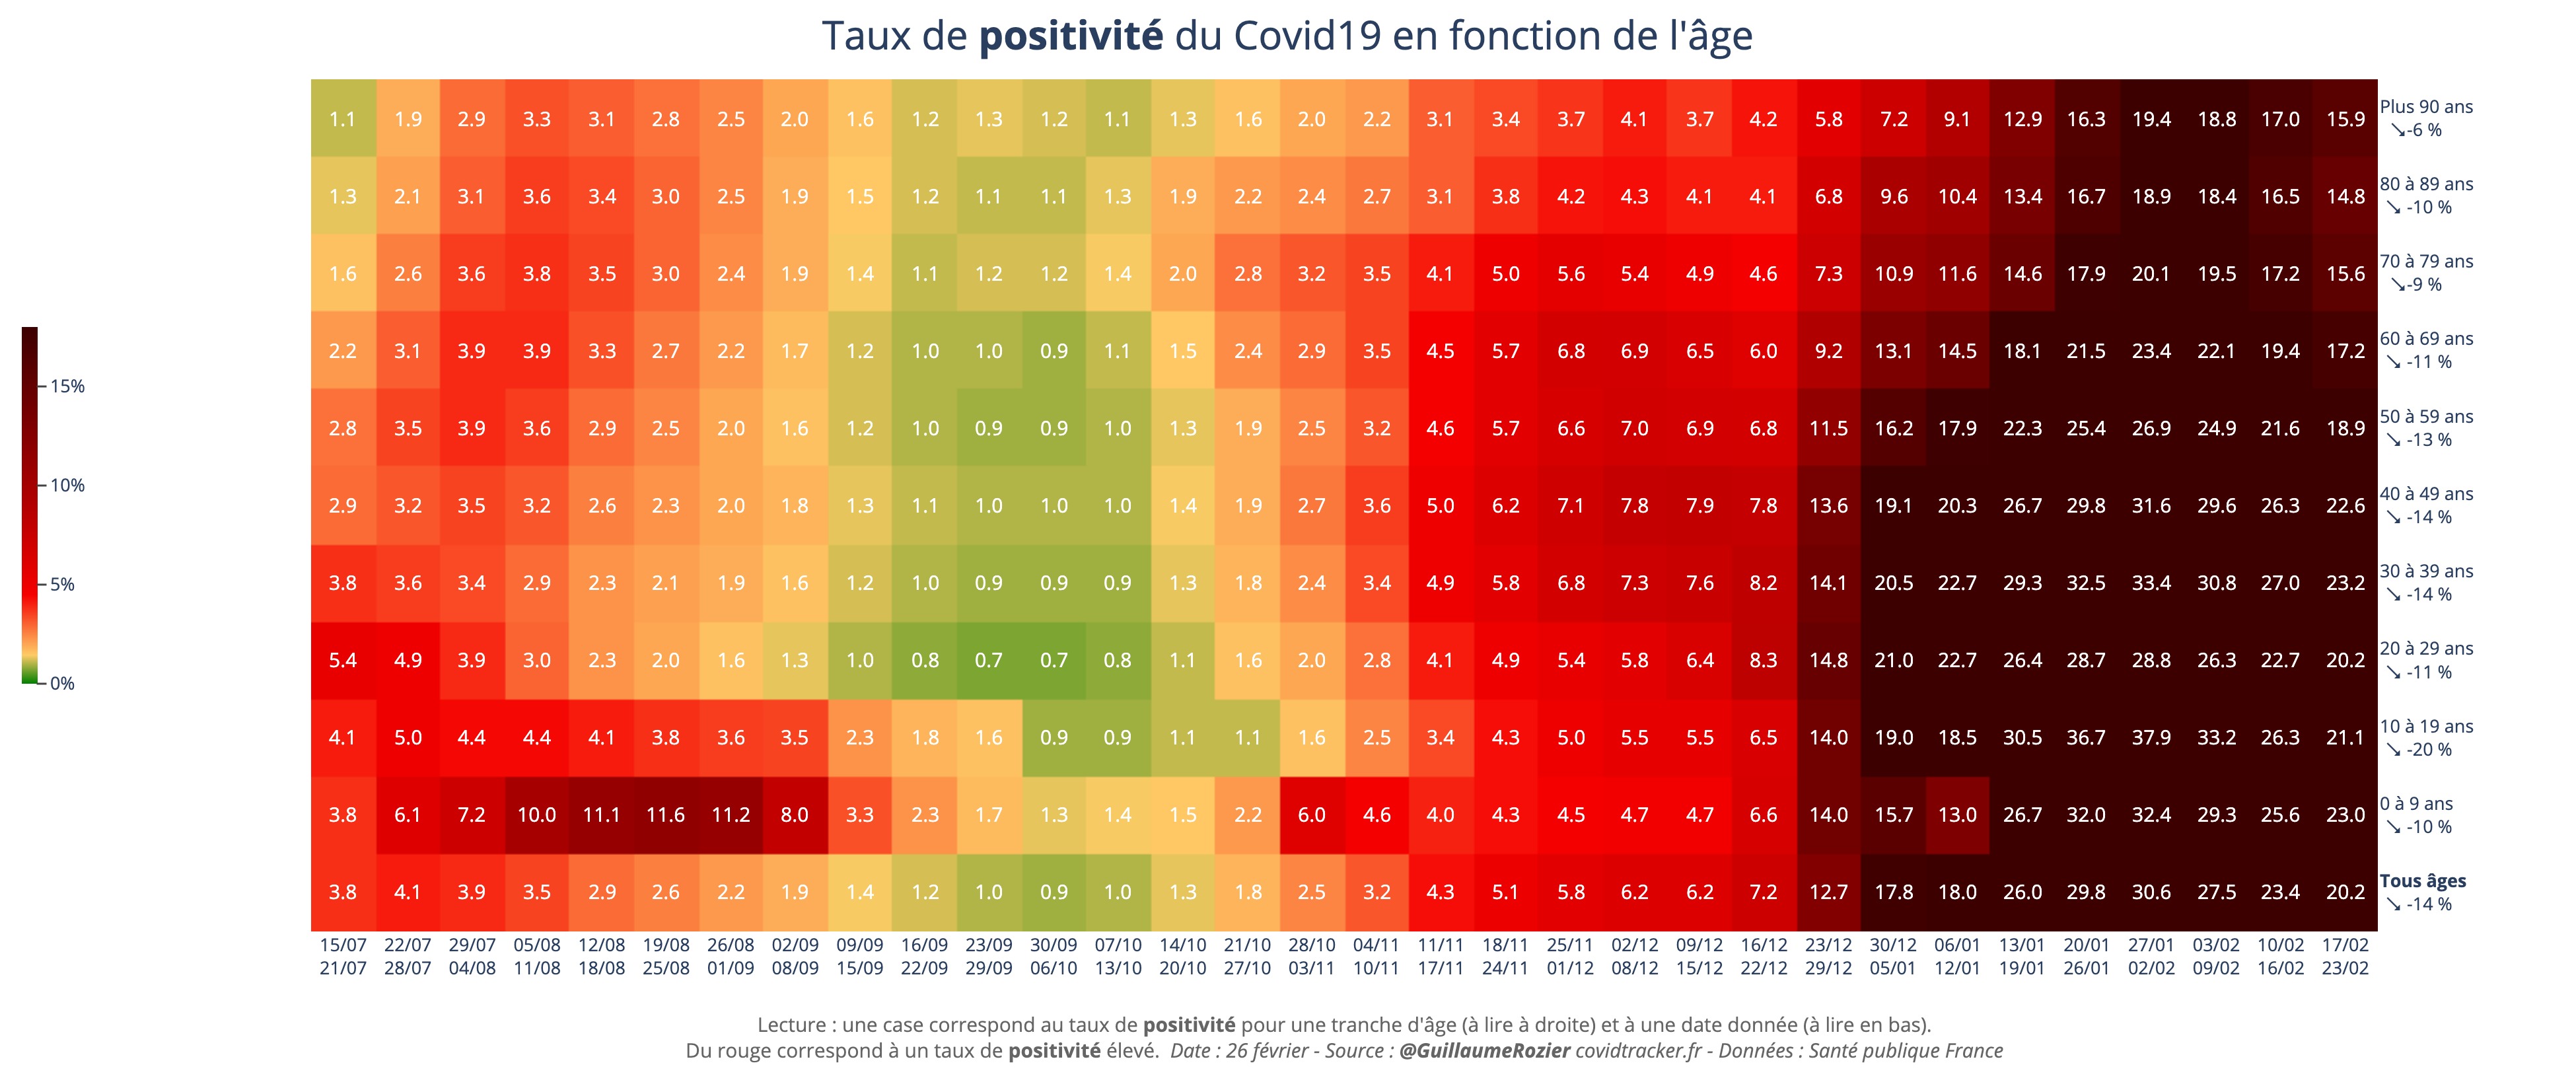 Taux de positivité du Covid19 en fonction de l'âge
1.1 1.9 2.9 3.3 3.1 2.8 2.5 2.0 1.6 1.2 1.3 1.2 1.1 1.3 1.6 2.0 2.2 3.1 3.4 3.7 4.1 3.7 4.2 5.8 7.2 9.1 12.9 16.3 19.4 18.8 17.0 15.9 Plus 90 ans
↘-6 %
1.3 2.1 3.1 3.6 3.4 3.0 2.5 1.9 1.5 1.2 1.1 1.1 1.3 1.9 2.2 2.4 2.7 3.1 3.8 4.2 4.3 4.1 4.1 6.8 9.6 10.4 13.4 16.7 18.9 18.4 16.5 14.8 80 à 89 ans
↘ -10 %
1.6 2.6 3.6 3.8 3.5 3.0 2.4 1.9 1.4 1.1 1.2 1.2 1.4 2.0 2.8 3.2 3.5 4.1 5.0 5.6 5.4 4.9 4.6 7.3 10.9 11.6 14.6 17.9 20.1 19.5 17.2 15.6 70 à 79 ans
↘-9 %
2.2 3.1 3.9 3.9 3.3 2.7 2.2 1.7 1.2 1.0 1.0 0.9 1.1 1.5 2.4 2.9 3.5 4.5 5.7 6.8 6.9 6.5 6.0 9.2 13.1 14.5 18.1 21.5 23.4 22.1 19.4 17.2 60 à 69 ans
↘ -11 %
2.8 3.5 3.9 3.6 2.9 2.5 2.0 1.6 1.2 1.0 0.9 0.9 1.0 1.3 1.9 2.5 3.2 4.6 5.7 6.6 7.0 6.9 6.8 11.5 16.2 17.9 22.3 25.4 26.9 24.9 21.6 18.9 50 à 59 ans
↘ -13 %
2.9 3.2 3.5 3.2 2.6 2.3 2.0 1.8 1.3 1.1 1.0 1.0 1.0 1.4 1.9 2.7 3.6 5.0 6.2 7.1 7.8 7.9 7.8 13.6 19.1 20.3 26.7 29.8 31.6 29.6 26.3 22.6 40 à 49 ans
↘ -14 %
3.8 3.6 3.4 2.9 2.3 2.1 1.9 1.6 1.2 1.0 0.9 0.9 0.9 1.3 1.8 2.4 3.4 4.9 5.8 6.8 7.3 7.6 8.2 14.1 20.5 22.7 29.3 32.5 33.4 30.8 27.0 23.2 30 à 39 ans
↘ -14 %
5.4 4.9 3.9 3.0 2.3 2.0 1.6 1.3 1.0 0.8 0.7 0.7 0.8 1.1 1.6 2.0 2.8 4.1 4.9 5.4 5.8 6.4 8.3 14.8 21.0 22.7 26.4 28.7 28.8 26.3 22.7 20.2 20 à 29 ans
↘ -11 %
4.1 5.0 4.4 4.4 4.1 3.8 3.6 3.5 2.3 1.8 1.6 0.9 0.9 1.1 1.1 1.6 2.5 3.4 4.3 5.0 5.5 5.5 6.5 14.0 19.0 18.5 30.5 36.7 37.9 33.2 26.3 21.1 10 à 19 ans
↘ -20 %
3.8 6.1 7.2 10.0 11.1 11.6 11.2 8.0 3.3 2.3 1.7 1.3 1.4 1.5 2.2 6.0 4.6 4.0 4.3 4.5 4.7 4.7 6.6 14.0 15.7 13.0 26.7 32.0 32.4 29.3 25.6 23.0 0 à 9 ans
↘ -10 %
3.8 4.1 3.9 3.5 2.9 2.6 2.2 1.9 1.4 1.2 1.0 0.9 1.0 1.3 1.8 2.5 3.2 4.3 5.1 5.8 6.2 6.2 7.2 12.7 17.8 18.0 26.0 29.8 30.6 27.5 23.4 20.2 Tous âges
↘ -14 %
15/07 22/07 29/07 05/08 12/08 19/08 26/08 02/09 09/09 16/09 23/09 30/09 07/10 14/10 21/10 28/10 04/11 11/11 18/11 25/11 02/12 09/12 16/12 23/12 30/12 06/01 13/01 20/01 27/01 03/02 10/02 17/02
21/07 28/07 04/08 11/08 18/08 25/08 01/09 08/09 15/09 22/09 29/09 06/10 13/10 20/10 27/10 03/11 10/11 17/11 24/11 01/12 08/12 15/12 22/12 29/12 05/01 12/01 19/01 26/01 02/02 09/02 16/02 23/02
15%
10%
5%
0%
Lecture : une case correspond au taux de positivité pour une tranche d'âge (à lire à droite) et à une date donnée (à lire en bas).
Du rouge correspond à un taux de positivité élevé. Date : 26 février - Source : @GuillaumeRozier covidtracker.fr - Données : Santé publique France